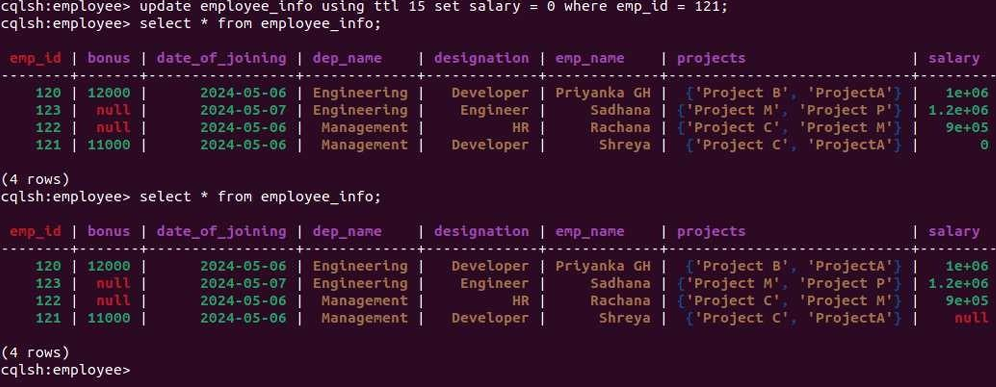 cqlsh:employee> update employee_info using ttl 15 set salary = 0 where emp_id = 121;
cqlsh:employee> select * from employee_info;
emp_id | bonus | date_of_joining | dep_name | designation | emp_name | projects | salary
--------+-------+-----------------+-------------+-------------+-------------+----------------------------+---------
120 | 12000 | 2024-05-06 | Engineering | Developer | Priyanka GH | {'Project B', 'ProjectA'} | 1e+06
123 | null | 2024-05-07 | Engineering | Engineer | Sadhana | {'Project M', 'Project P'} | 1.2e+06
122 | null | 2024-05-06 | Management | HR | Rachana | {'Project C', 'Project M'} | 9e+05
121 | 11000 | 2024-05-06 | Management | Developer | Shreya | {'Project C', 'ProjectA'} | 0
(4 rows)
cqlsh:employee> select * from employee_info;
emp_id | bonus | date_of_joining | dep_name | designation | emp_name | projects | salary
--------+-------+-----------------+-------------+-------------+-------------+----------------------------+---------
120 | 12000 | 2024-05-06 | Engineering | Developer | Priyanka GH | {'Project B', 'ProjectA'} | 1e+06
123 | null | 2024-05-07 | Engineering | Engineer | Sadhana | {'Project M', 'Project P'} | 1.2e+06
122 | null | 2024-05-06 | Management | HR | Rachana | {'Project C', 'Project M'} | 9e+05
121 | 11000 | 2024-05-06 | Management | Developer | Shreya | {'Project C', 'ProjectA'} | null
(4 rows)
cqlsh:employee>